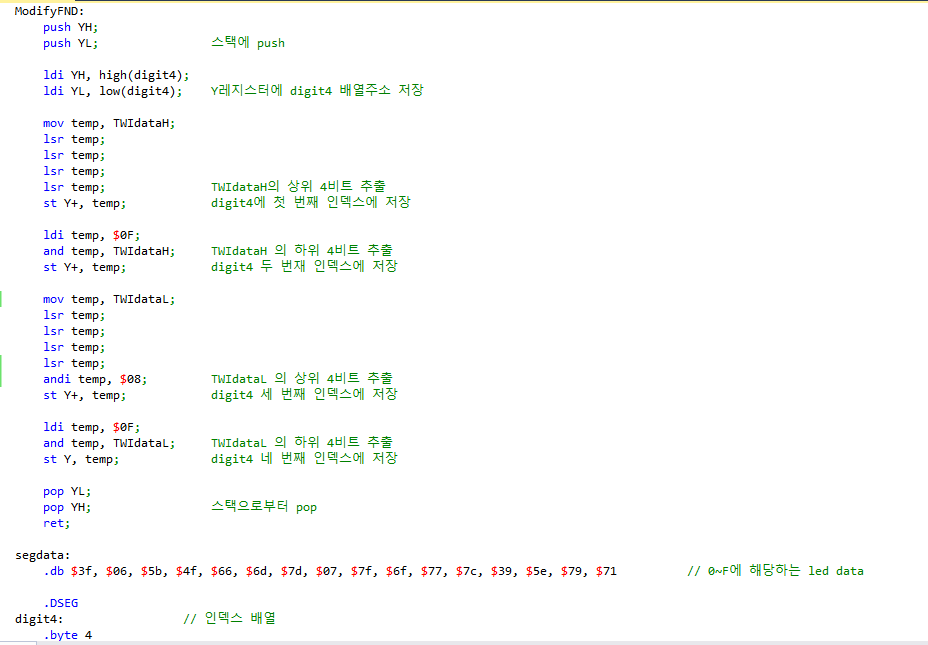 ModifyFND:
push YH;
push YL; 스택에 push
ldi YH, high(digit4);
ldi YL, low(digit4); Y레지스터에 digit4 배열주소 저장
mov temp, TWIdataH;
lsr temp;
lsr temp;
lsr temp;
lsr temp; TWIdataH의 상위 4비트 추출
st Y+, temp; digit4에 첫 번째 인덱스에 저장
ldi temp, $0F;
and temp, TWIdataH; TWIdataH 의 하위 4비트 추출
st Y+, temp; digit4 두 번재 인덱스에 저장
mov temp, TWIdataL;
lsr temp;
lsr temp;
lsr temp;
lsr temp;
andi temp, $08; TWIdataL 의 상위 4비트 추출
st Y+, temp; digit4 세 번째 인덱스에 저장
ldi temp, $0F;
and temp, TWIdataL; TWIdataL 의 하위 4비트 추출
st Y, temp; digit4 네 번째 인덱스에 저장
pop YL;
pop YH; 스택으로부터 pop
ret;
segdata:
.db $3f, $06, $5b, $4f, $66, $6d, $7d, $07, $7f, $6f, $77, $7c, $39, $5e, $79, $71 // 0~F에 해당하는 led data
.DSEG
digit4: // 인덱스 배열
.byte 4